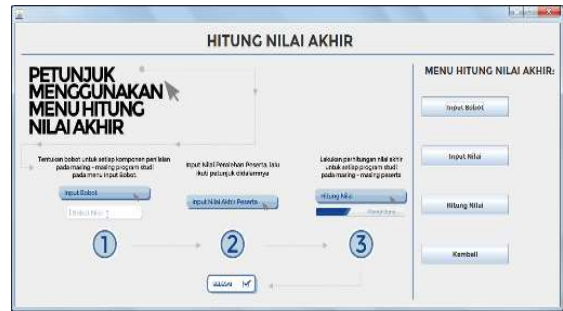 HITUNG NILAI AKHIR
PETUNJUK
MENGGUNAKAN
MENU HITUNG
NILAI AKHIR
Tentukan bobot untuk setiap komponen penilaian
pada masing - masing program studi
pada menu Input Bobot.
Input Bobot
Input Nilai Perolehan Peserta, lalu
ikuti petunjuk didalamnya
Input Nilai Akhir Peserta
Lakukan perhitungan nilai akhir
untuk setiap program studi
pada masing - masing peserta
Hitung Nilai
1
2
3
MENU HITUNG NILAI AKHIR:
Input Bobot
Input Nilai
Hitung Nilai
Kembali